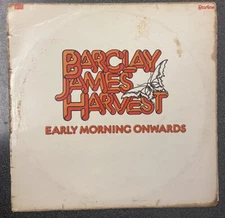 BARCLAY
JAMES
HARVEST
EARLY MORNING ONWARDS